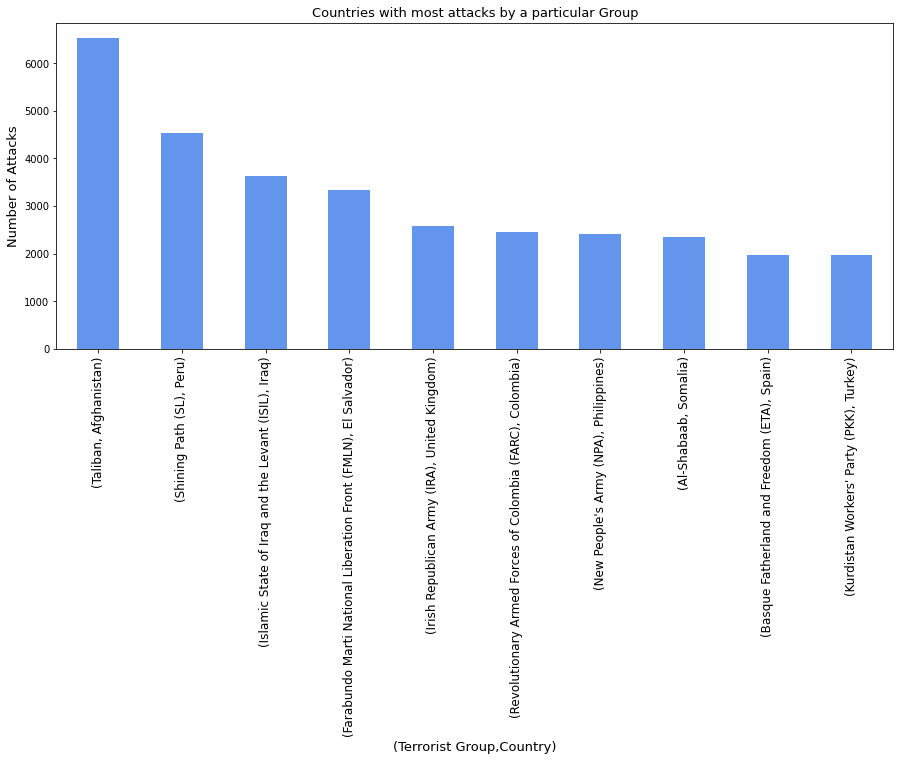 Countries with most attacks by a particular Group
Number of Attacks
6000
5000
4000
3000
2000
1000
0
(Taliban, Afghanistan)
(Shining Path (SL), Peru)
(Islamic State of Iraq and the Levant (ISIL), Iraq)
(Farabundo Marti National Liberation Front (FMLN), El Salvador)
(Irish Republican Army (IRA), United Kingdom)
(Revolutionary Armed Forces of Colombia (FARC), Colombia)
(New People's Army (NPA), Philippines)
(Al-Shabaab, Somalia)
(Basque Fatherland and Freedom (ETA), Spain)
(Kurdistan Workers' Party (PKK), Turkey)
(Terrorist Group,Country)